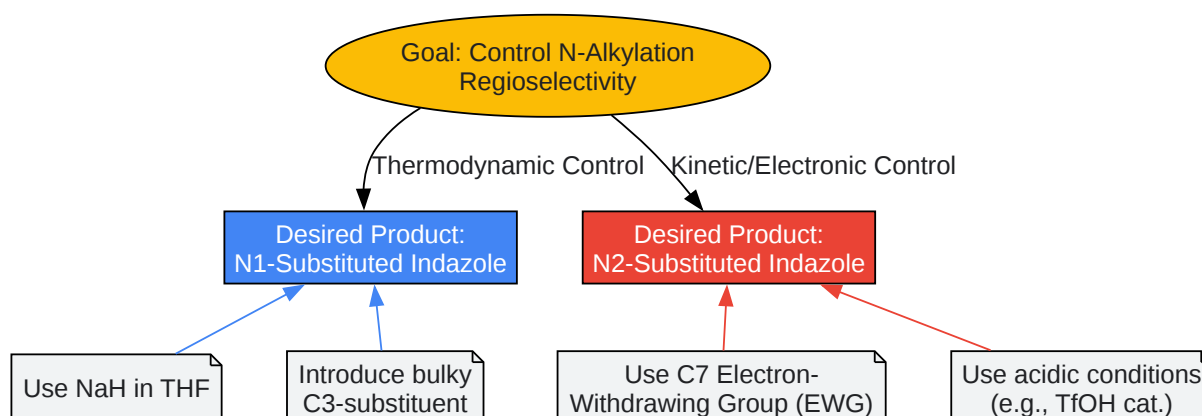 Goal: Control N-Alkylation
Regioselectivity
Thermodynamic Control
Kinetic/Electronic Control
Desired Product:
N1-Substituted Indazole
Desired Product:
N2-Substituted Indazole
Use NaH in THF
Introduce bulky
C3-substituent
Use C7 Electron-
Withdrawing Group (EWG)
Use acidic conditions
(e.g., TfOH cat.)